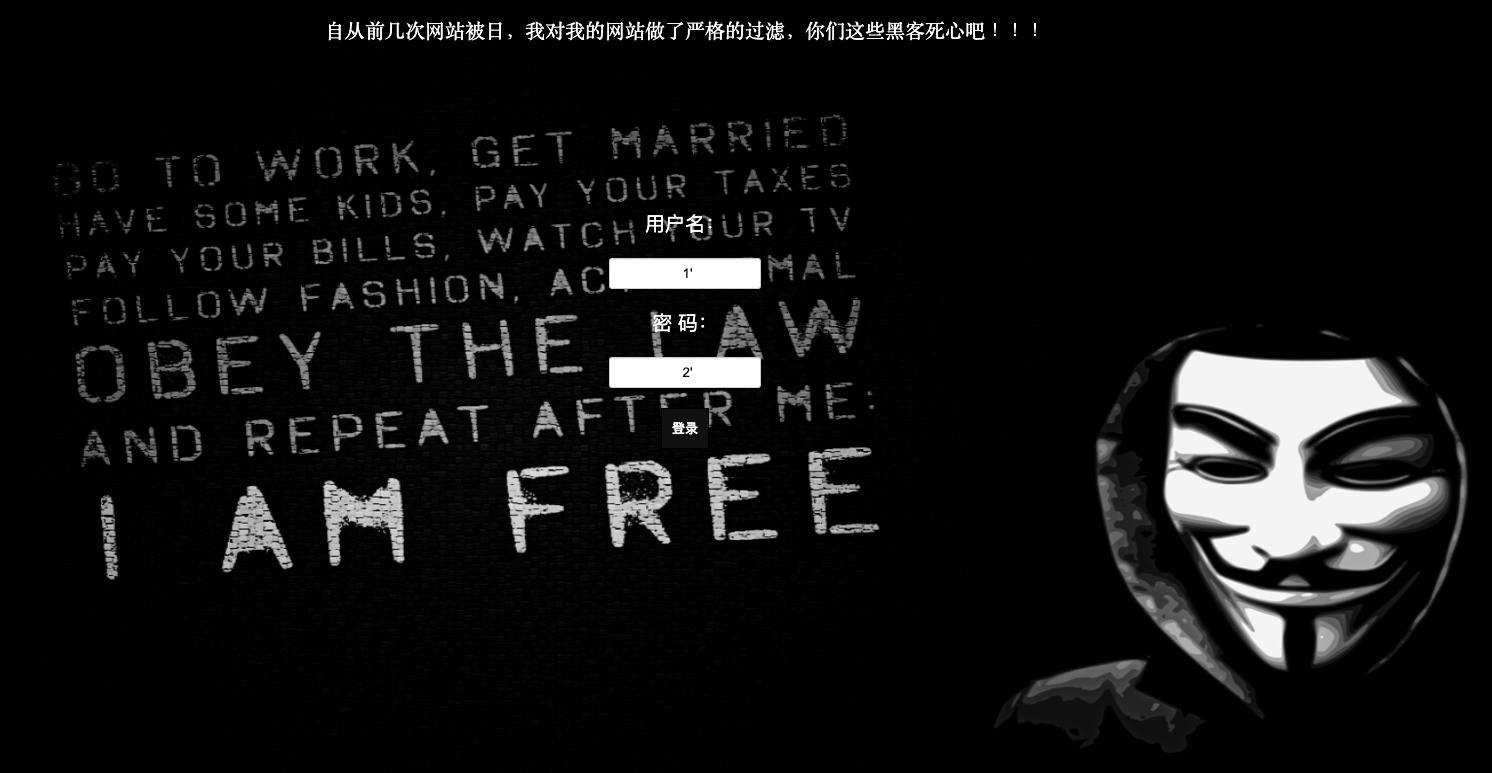 自从前几次网站被日，我对我的网站做了严格的过滤，你们这些黑客死心吧！！！
GO TO WORK, GET MARRIED
HAVE SOME KIDS, PAY YOUR TAXES
PAY YOUR BILLS, WATCH YOUR TV
FOLLOW FASHION, AC MAL
OBEY THE LAW
AND REPEAT AFTER ME:
I AM FREE
用户名：
1'
密 码：
2'
登录